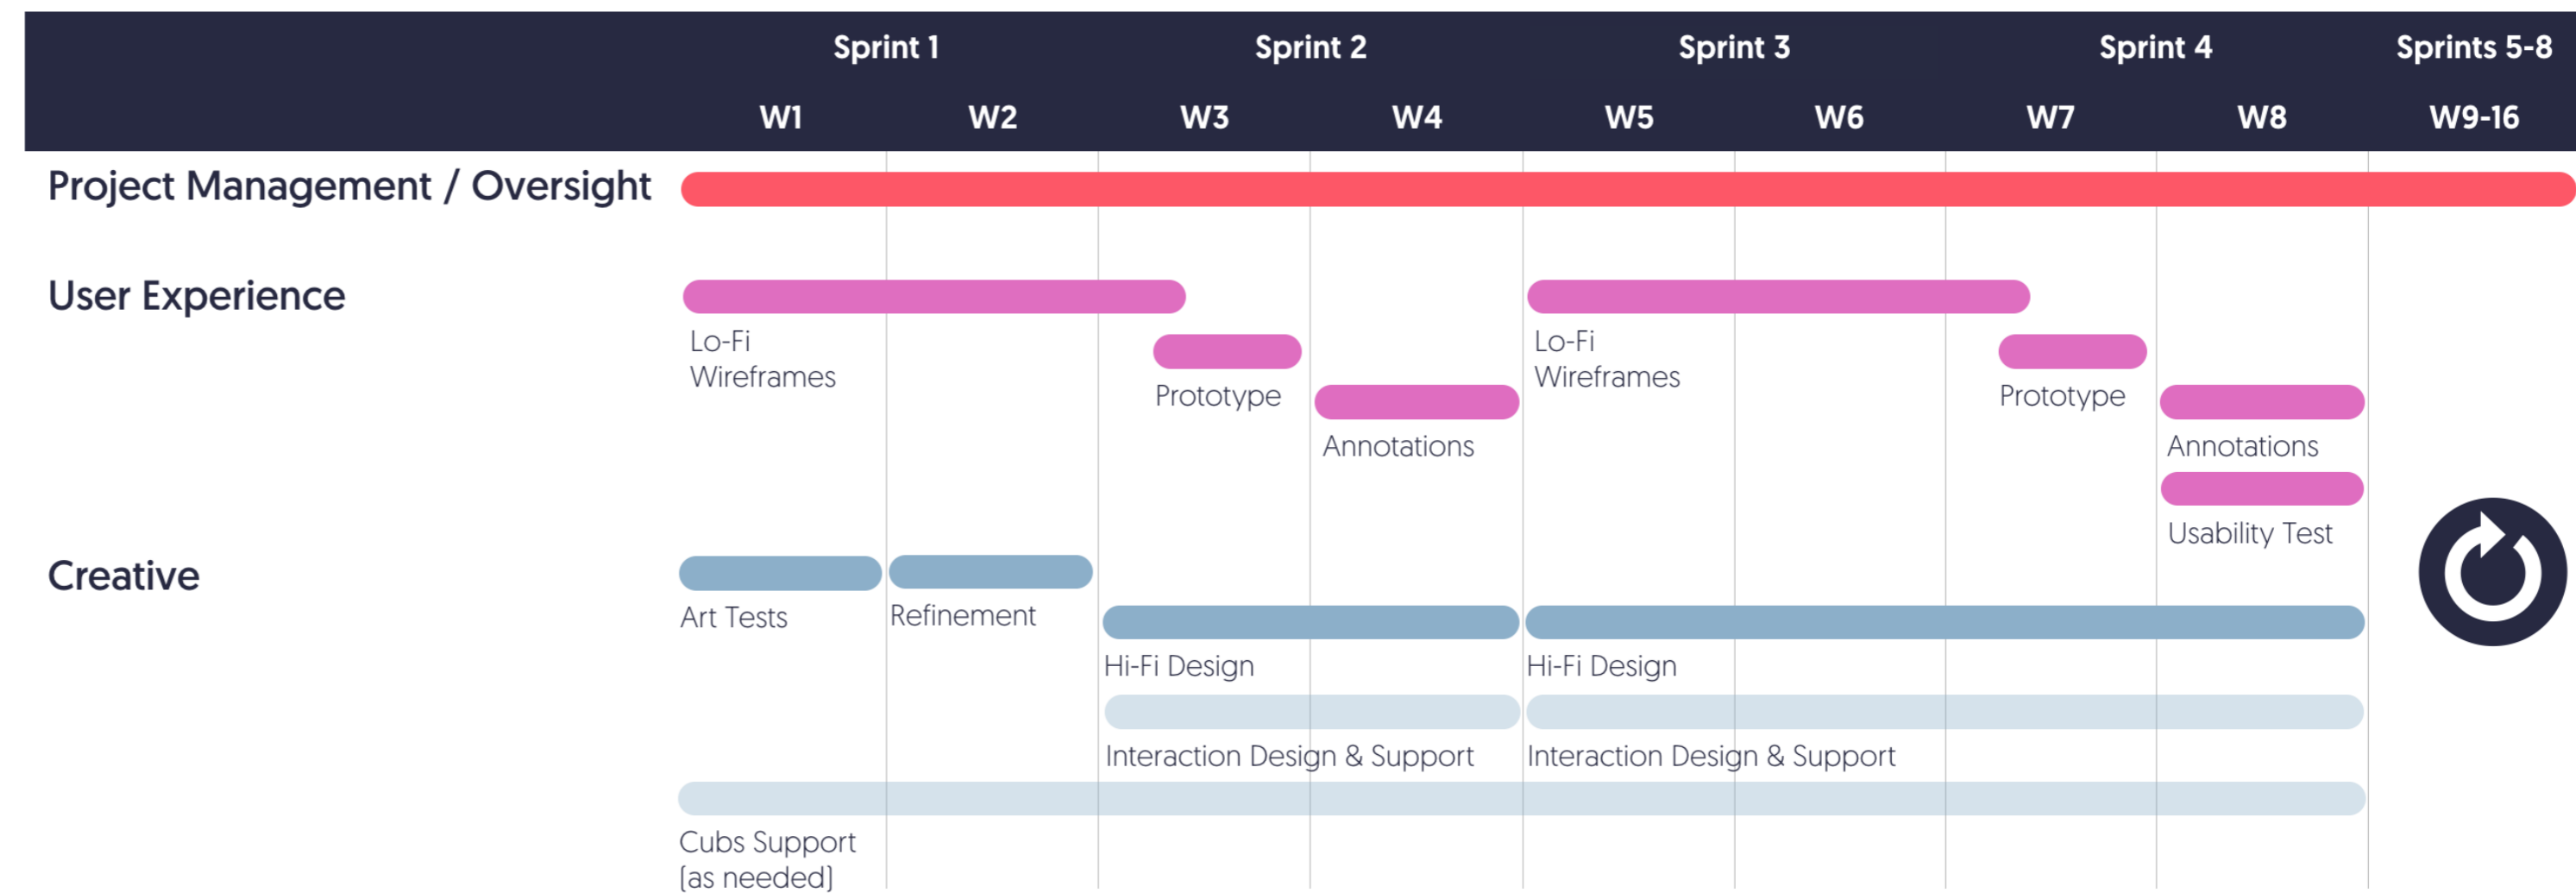 Sprint 1 Sprint 2 Sprint 3 Sprint 4 Sprints 5-8
W1 W2 W3 W4 W5 W6 W7 W8 W9-16
Project Management / Oversight
User Experience
Lo-Fi
Wireframes
Prototype
Annotations
Lo-Fi
Wireframes
Prototype
Annotations
Usability Test
Creative
Art Tests
Refinement
Hi-Fi Design
Hi-Fi Design
Interaction Design & Support
Interaction Design & Support
Cubs Support
(as needed)